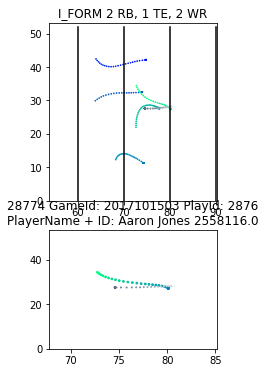 I_FORM 2 RB, 1 TE, 2 WR
50
40
30
20
10
0
60 70 80 90
28774 GameId: 2017101503 PlayId: 2876
PlayerName + ID: Aaron Jones 2558116.0
40
20
0
70 75 80 85